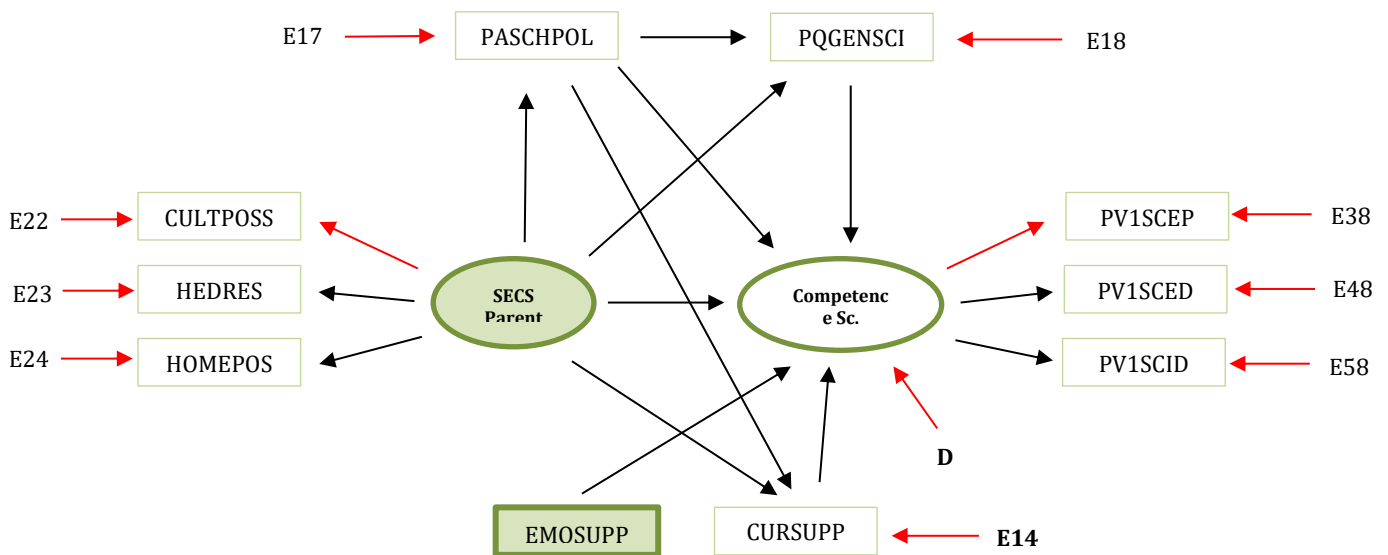 E17
PASCHPOL
PQGENSCI
E18
E22
CULTPOSS
PV1SCEP
E38
E23
HEDRES
SECS
Parent
Competenc
e Sc.
PV1SCED
E48
E24
HOMEPOS
PV1SCID
E58
D
EMOSUPP
CURSUPP
E14